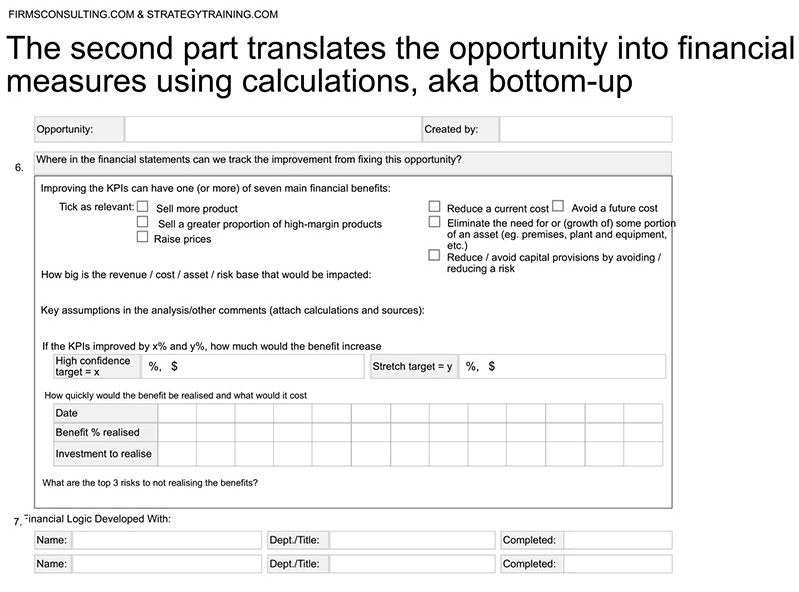 FIRMSCONSULTING.COM & STRATEGYTRAINING.COM
The second part translates the opportunity into financial
measures using calculations, aka bottom-up
Opportunity:
Created by:
6.
Where in the financial statements can we track the improvement from fixing this opportunity?
Improving the KPIs can have one (or more) of seven main financial benefits:
Tick as relevant:
Sell more product
Sell a greater proportion of high-margin products
Raise prices
Reduce a current cost
Avoid a future cost
Eliminate the need for or (growth of) some portion
of an asset (eg. premises, plant and equipment,
etc.)
Reduce / avoid capital provisions by avoiding /
reducing a risk
How big is the revenue / cost / asset / risk base that would be impacted:
Key assumptions in the analysis/other comments (attach calculations and sources):
If the KPIs improved by x% and y%, how much would the benefit increase
High confidence
target = x
%, $
Stretch target = y
%, $
How quickly would the benefit be realised and what would it cost
Date
Benefit % realised
Investment to realise
What are the top 3 risks to not realising the benefits?
7.
Financial Logic Developed With:
Name:
Dept./Title:
Completed:
Name:
Dept./Title:
Completed: